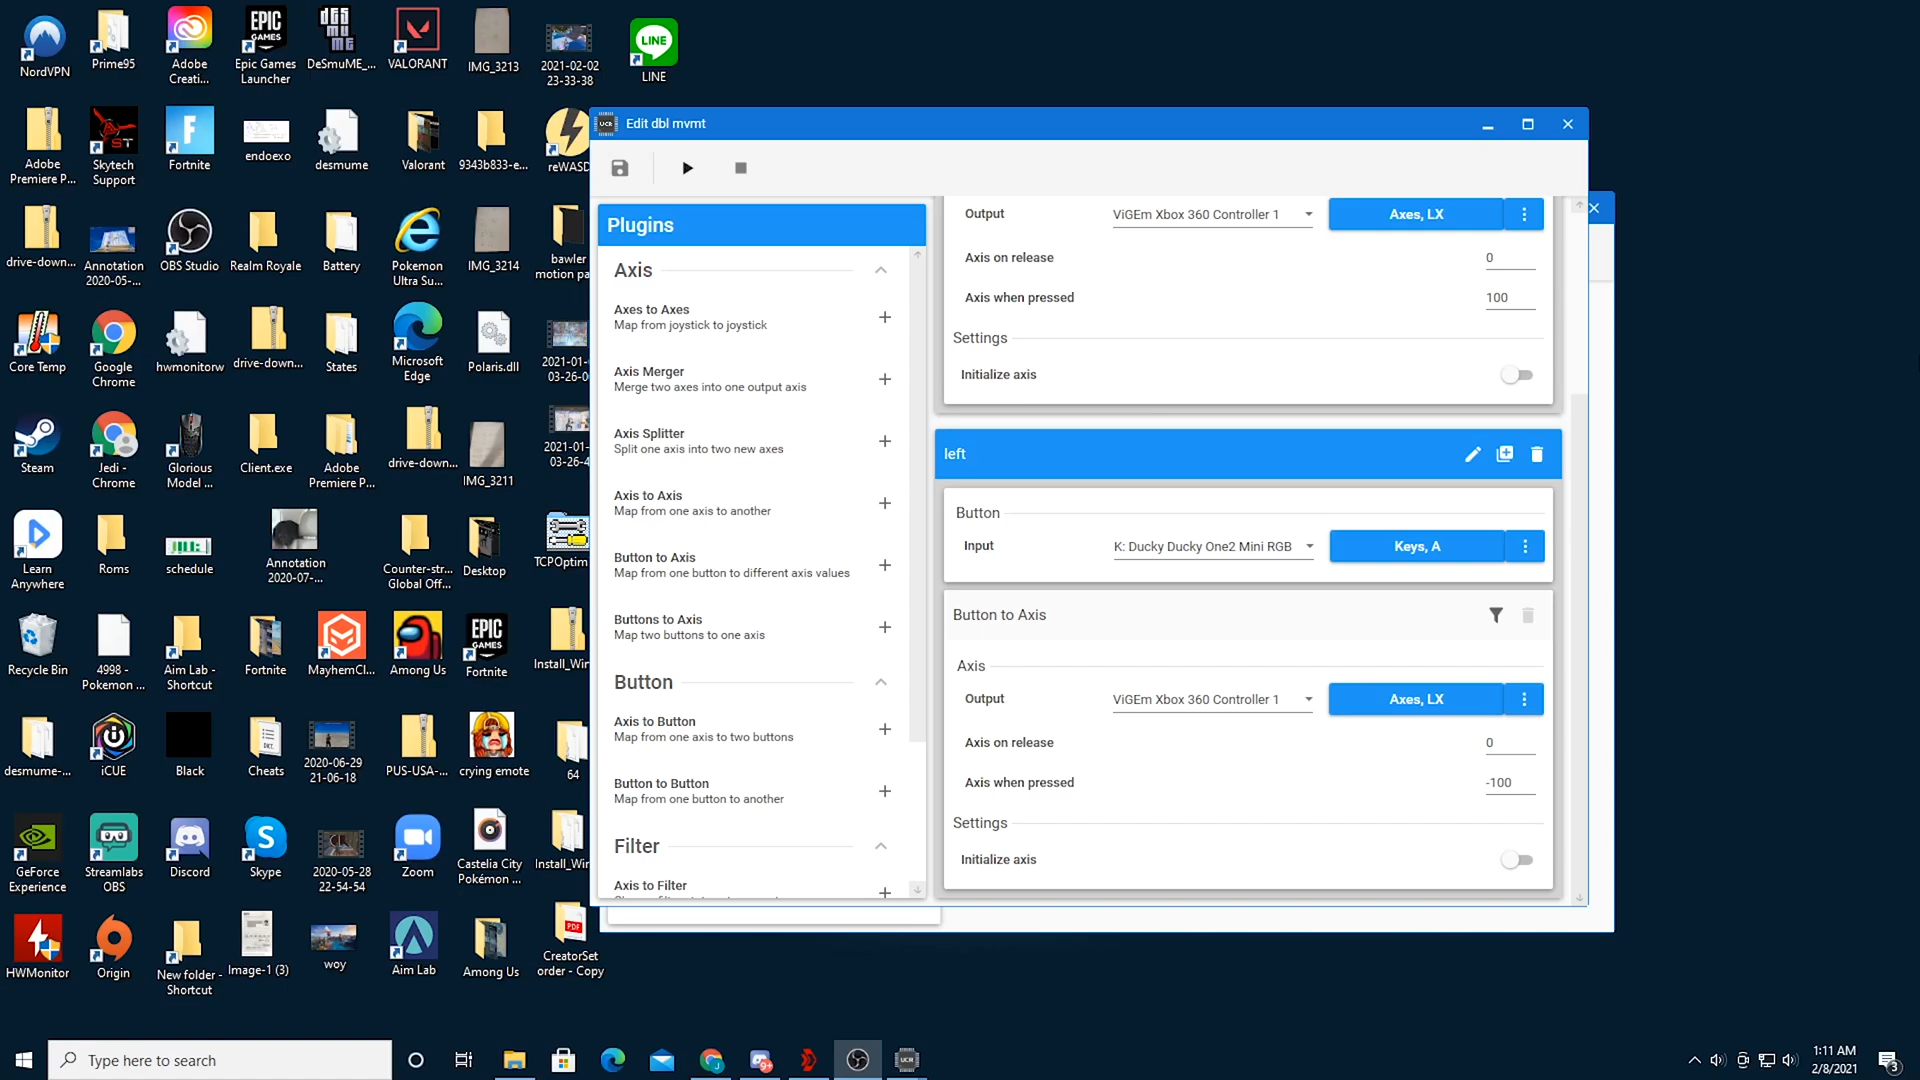 NordVPN
Prime95
Adobe
Creati...
EPIC
GAMES
Epic Games
Launcher
DeSmuME_...
VALORANT
IMG_3213
2021-02-02
23-33-38
LINE
LINE
Adobe
Premiere P...
Skytech
Support
Fortnite
endoexo
desmume
Valorant
9343b833-e...
reWASD
drive-down...
Annotation
2020-05-...
OBS Studio
Realm Royale
Battery
Pokemon
Ultra Su...
IMG_3214
bawler
motion pa
Core Temp
Google
Chrome
hwmonitorw
drive-down...
States
Microsoft
Edge
Polaris.dll
2021-01-0
03-26-0
Steam
Jedi -
Chrome
Glorious
Model ...
Client.exe
Adobe
Premiere P...
drive-down...
IMG_3211
2021-01-
03-26-4
Learn
Anywhere
Roms
schedule
Annotation
2020-07-...
Counter-str...
Global Off...
Desktop
TCPOptim
Recycle Bin
4998 -
Pokemon ...
Aim Lab -
Shortcut
Fortnite
MayhemCl...
Among Us
EPIC
GAMES
Fortnite
Install_Win
desmume-...
iCUE
Black
Cheats
2020-06-29
21-06-18
PUS-USA-...
crying emote
64
GeForce
Experience
Streamlabs
OBS
Discord
Skype
2020-05-28
22-54-54
Zoom
Castelia City
Pokémon ...
Install_Win
HWMonitor
Origin
New folder -
Shortcut
Image-1 (3)
woy
Aim Lab
Among Us
PDF
CreatorSet
order - Copy
UCR
Edit dbl mvmt
Plugins
Axis
Axes to Axes
Map from joystick to joystick
Axis Merger
Merge two axes into one output axis
Axis Splitter
Split one axis into two new axes
Axis to Axis
Map from one axis to another
Button to Axis
Map from one button to different axis values
Buttons to Axis
Map two buttons to one axis
Button
Axis to Button
Map from one axis to two buttons
Button to Button
Map from one button to another
Filter
Axis to Filter
Output
ViGEm Xbox 360 Controller 1
Axes, LX
Axis on release
0
Axis when pressed
100
Settings
Initialize axis
left
Button
Input
K: Ducky Ducky One2 Mini RGB
Keys, A
Button to Axis
Axis
Output
ViGEm Xbox 360 Controller 1
Axes, LX
Axis on release
0
Axis when pressed
-100
Settings
Initialize axis
Type here to search
UCR
1:11 AM
2/8/2021
3